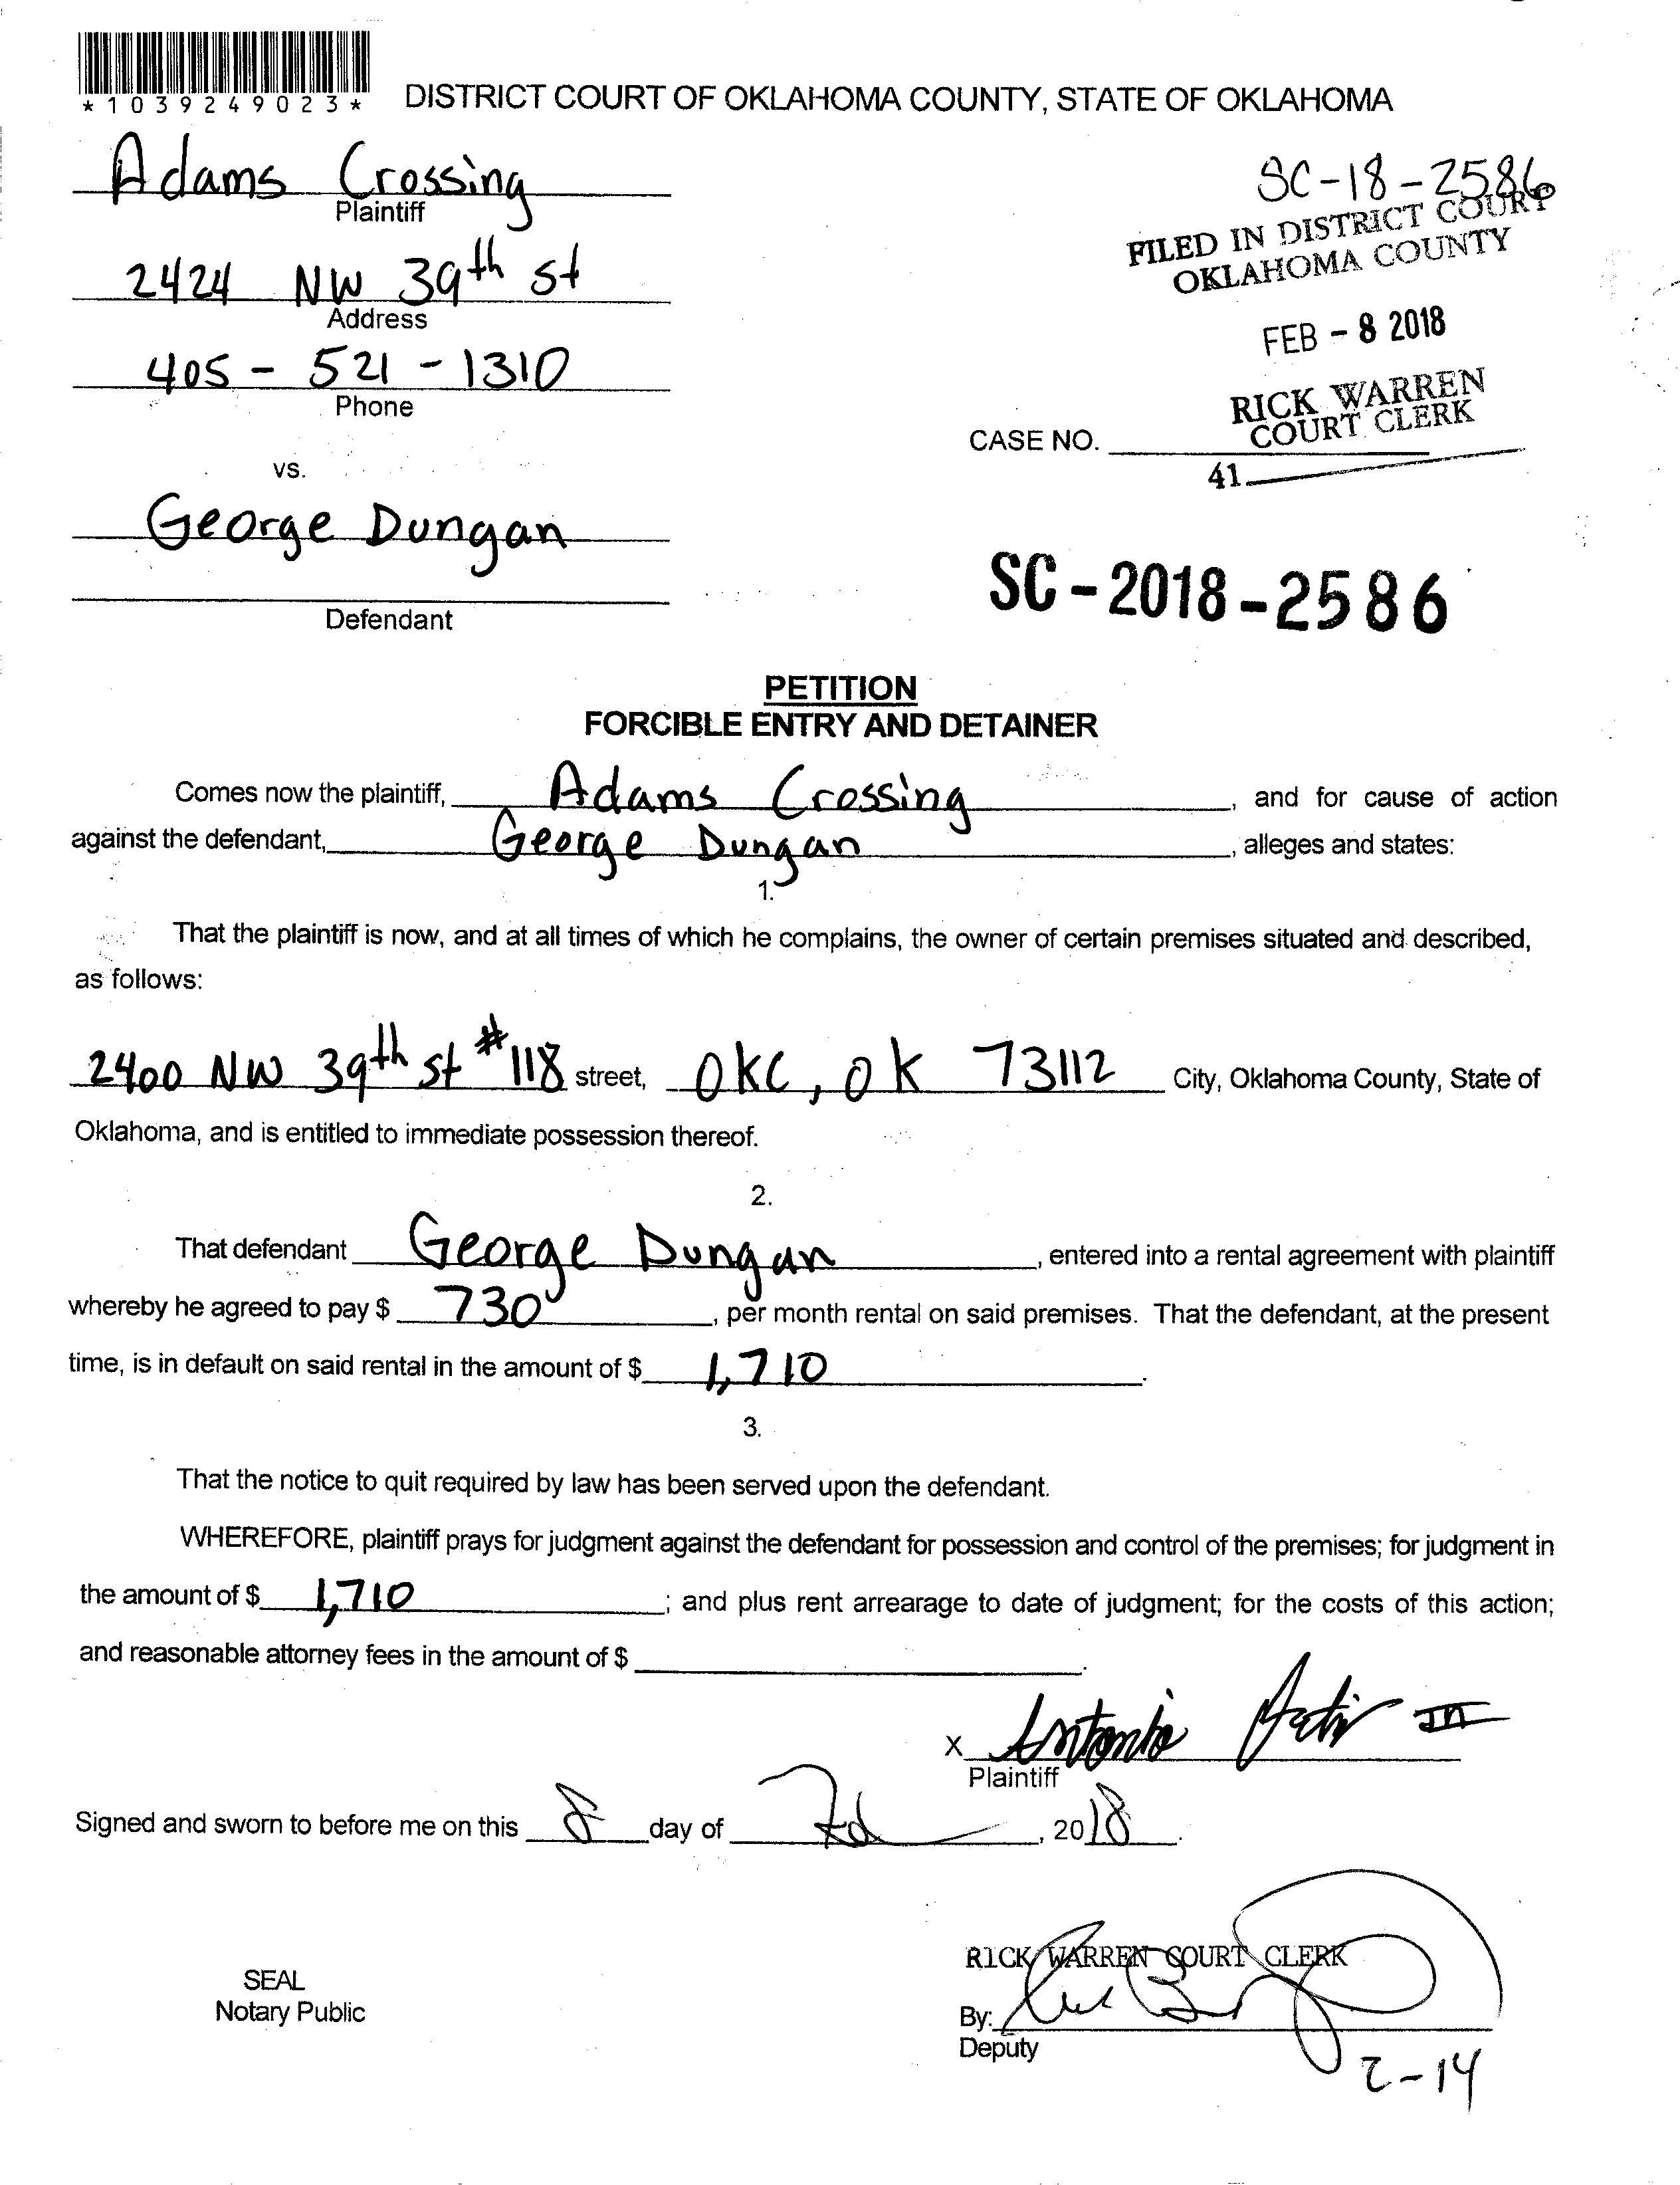 *1039249023*
DISTRICT COURT OF OKLAHOMA COUNTY, STATE OF OKLAHOMA
Adams Crossing
Plaintiff
SC-18-2586
FILED IN DISTRICT COURT
OKLAHOMA COUNTY
2424 NW 39th St
Address
FEB - 8 2018
405 - 521 - 1310
Phone
RICK WARREN
COURT CLERK
CASE NO.
41
vs.
George Dungan
Defendant
SC-2018-2586
PETITION
FORCIBLE ENTRY AND DETAINER
Comes now the plaintiff, Adams Crossing, and for cause of action
against the defendant, George Dungan, alleges and states:
1.
That the plaintiff is now, and at all times of which he complains, the owner of certain premises situated and described,
as follows:
2400 NW 39th St #118 street, OKC, OK 73112 City, Oklahoma County, State of
Oklahoma, and is entitled to immediate possession thereof.
2.
That defendant George Dungan, entered into a rental agreement with plaintiff
whereby he agreed to pay $ 730, per month rental on said premises. That the defendant, at the present
time, is in default on said rental in the amount of $ 1,710.
3.
That the notice to quit required by law has been served upon the defendant.
WHEREFORE, plaintiff prays for judgment against the defendant for possession and control of the premises; for judgment in
the amount of $ 1,710; and plus rent arrearage to date of judgment; for the costs of this action;
and reasonable attorney fees in the amount of $ .
X Antonio III
Plaintiff
Signed and sworn to before me on this 8 day of Feb, 2018.
RICK WARREN COURT CLERK
SEAL
Notary Public
By:
Deputy
2-14